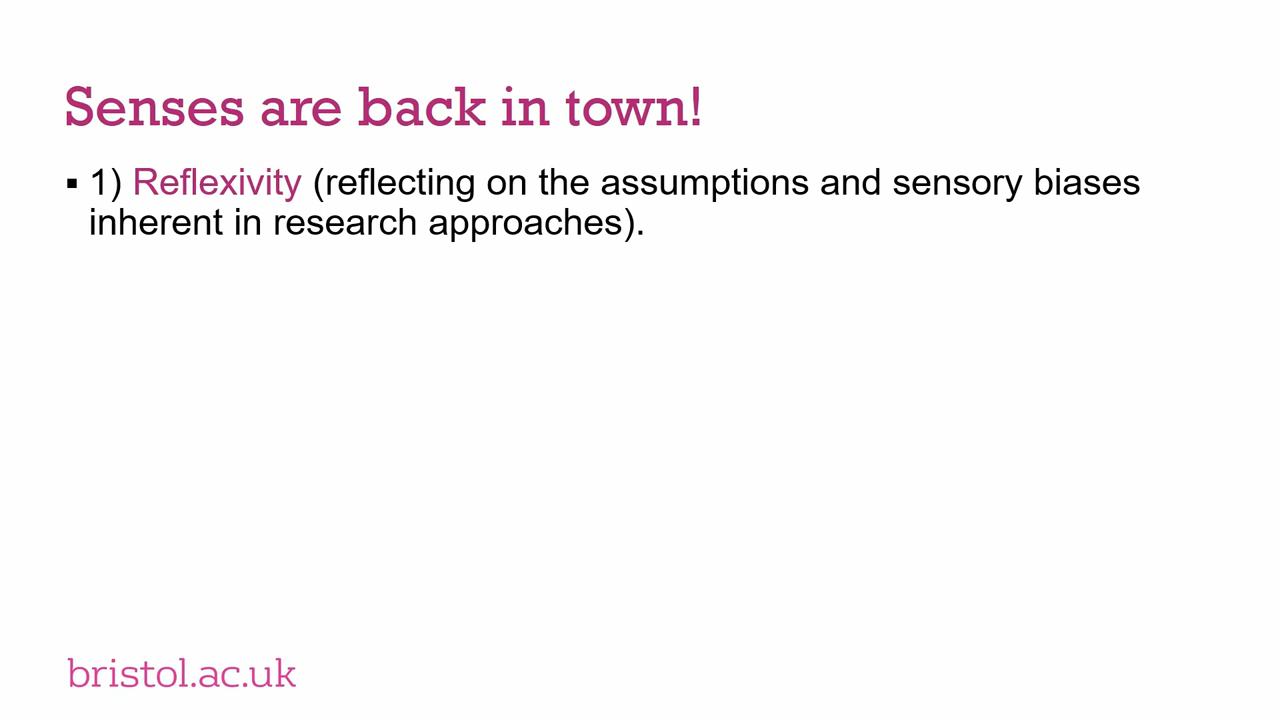 Senses are back in town!
▪ 1) Reflexivity (reflecting on the assumptions and sensory biases
inherent in research approaches).
bristol.ac.uk